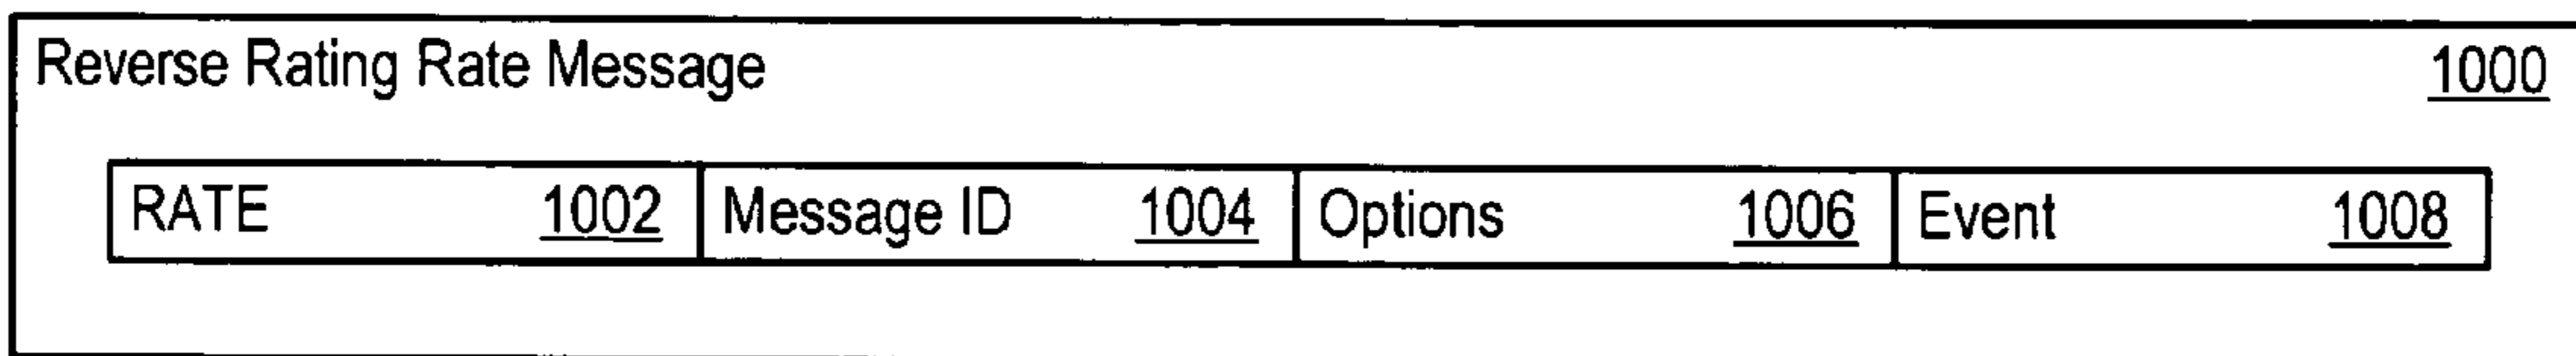 Reverse Rating Rate Message 1000
RATE 1002 Message ID 1004 Options 1006 Event 1008